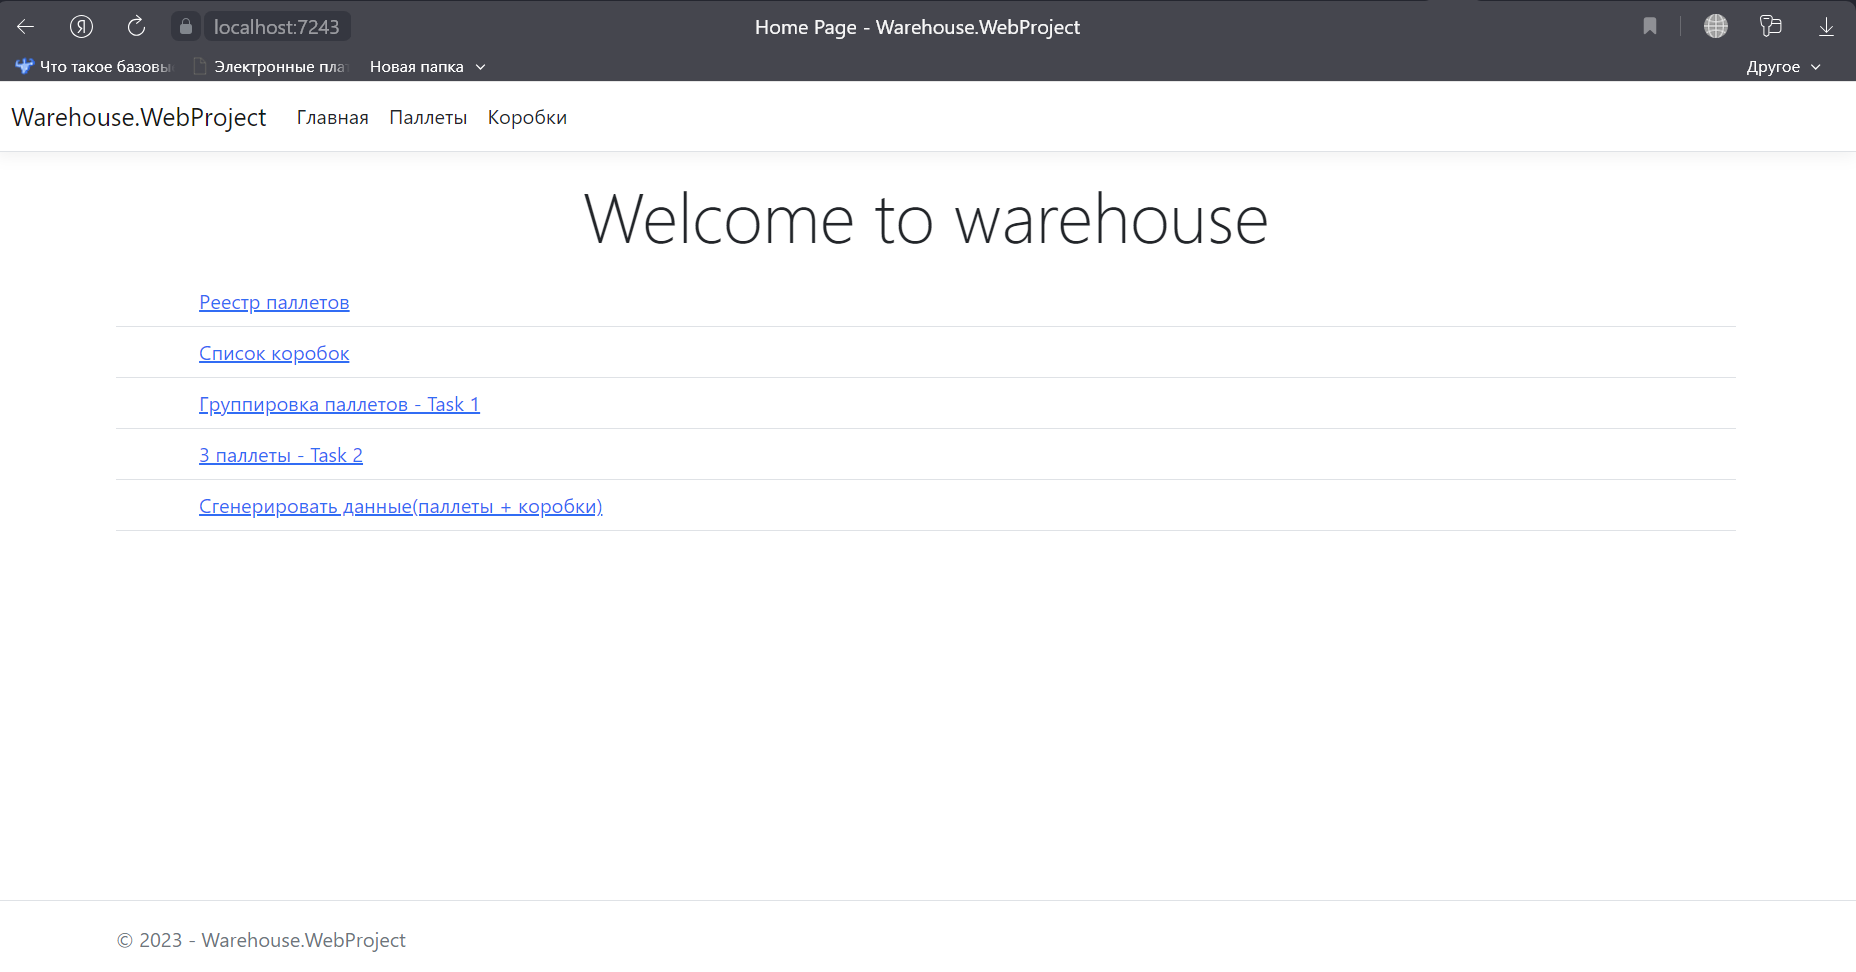 Я localhost:7243 Home Page - Warehouse.WebProject
Что такое базовы Электронные плат Новая папка Другое
Warehouse.WebProject Главная Паллеты Коробки
Welcome to warehouse
Реестр паллетов
Список коробок
Группировка паллетов - Task 1
3 паллеты - Task 2
Сгенерировать данные(паллеты + коробки)
© 2023 - Warehouse.WebProject